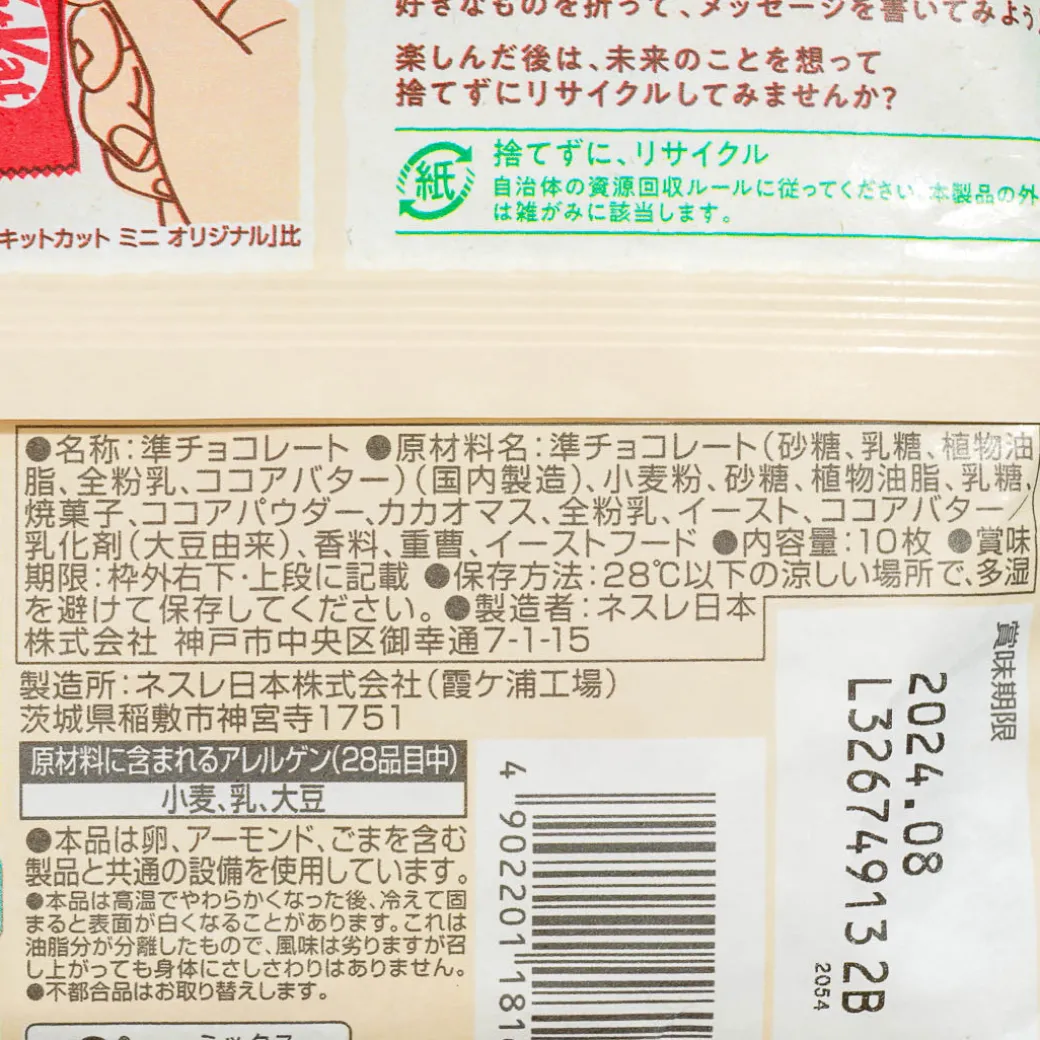 Kat
キットカット ミニ オリジナル」比
好きなものを折って、メッセージを書いてみよう
楽しんだ後は、未来のことを想って
捨てずにリサイクルしてみませんか?
紙
捨てずに、リサイクル
自治体の資源回収ルールに従ってください。本製品の外
は雑がみに該当します。
●名称:準チョコレート ●原材料名:準チョコレート(砂糖、乳糖、植物油
脂、全粉乳、ココアバター)(国内製造)、小麦粉、砂糖、植物油脂、乳糖、
焼菓子、ココアパウダー、カカオマス、全粉乳、イースト、ココアバター/
乳化剤(大豆由来)、香料、重曹、イーストフード ●内容量:10枚 ●賞味
期限:枠外右下・上段に記載 ●保存方法:28℃以下の涼しい場所で、多湿
を避けて保存してください。●製造者:ネスレ日本
株式会社 神戸市中央区御幸通7-1-15
製造所:ネスレ日本株式会社(霞ケ浦工場)
茨城県稲敷市神宮寺1751
原材料に含まれるアレルゲン(28品目中)
小麦、乳、大豆
●本品は卵、アーモンド、ごまを含む
製品と共通の設備を使用しています。
●本品は高温でやわらかくなった後、冷えて固
まると表面が白くなることがあります。これは
油脂分が分離したもので、風味は劣りますが召
し上がっても身体にさしさわりはありません。
●不都合品はお取り替えします。
4 902201 181
賞味期限
2024.08
L32674913 2B
2054